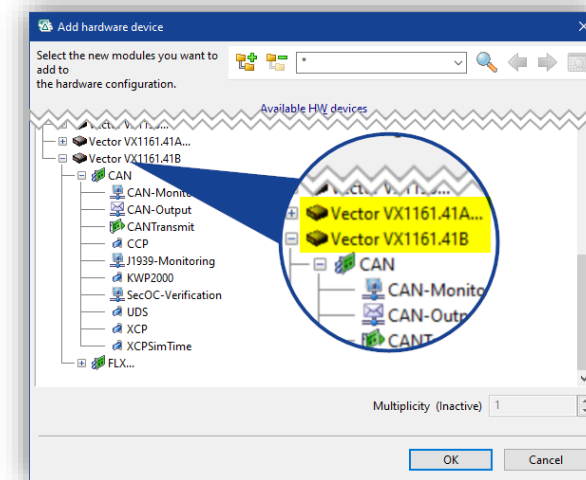 Add hardware device
Select the new modules you want to
add to
the hardware configuration.
*
Available HW devices
Vector VX1161.41A...
Vector VX1161.41B
CAN
CAN-Monito
CAN-Output
CANTransmit
CCP
J1939-Monitoring
KWP2000
SecOC-Verification
UDS
XCP
XCPSimTime
FLX...
Vector VX1161.41A...
Vector VX1161.41B
CAN
CAN-Monito
CAN-Outp
CANT
Multiplicity (Inactive) 1
OK Cancel